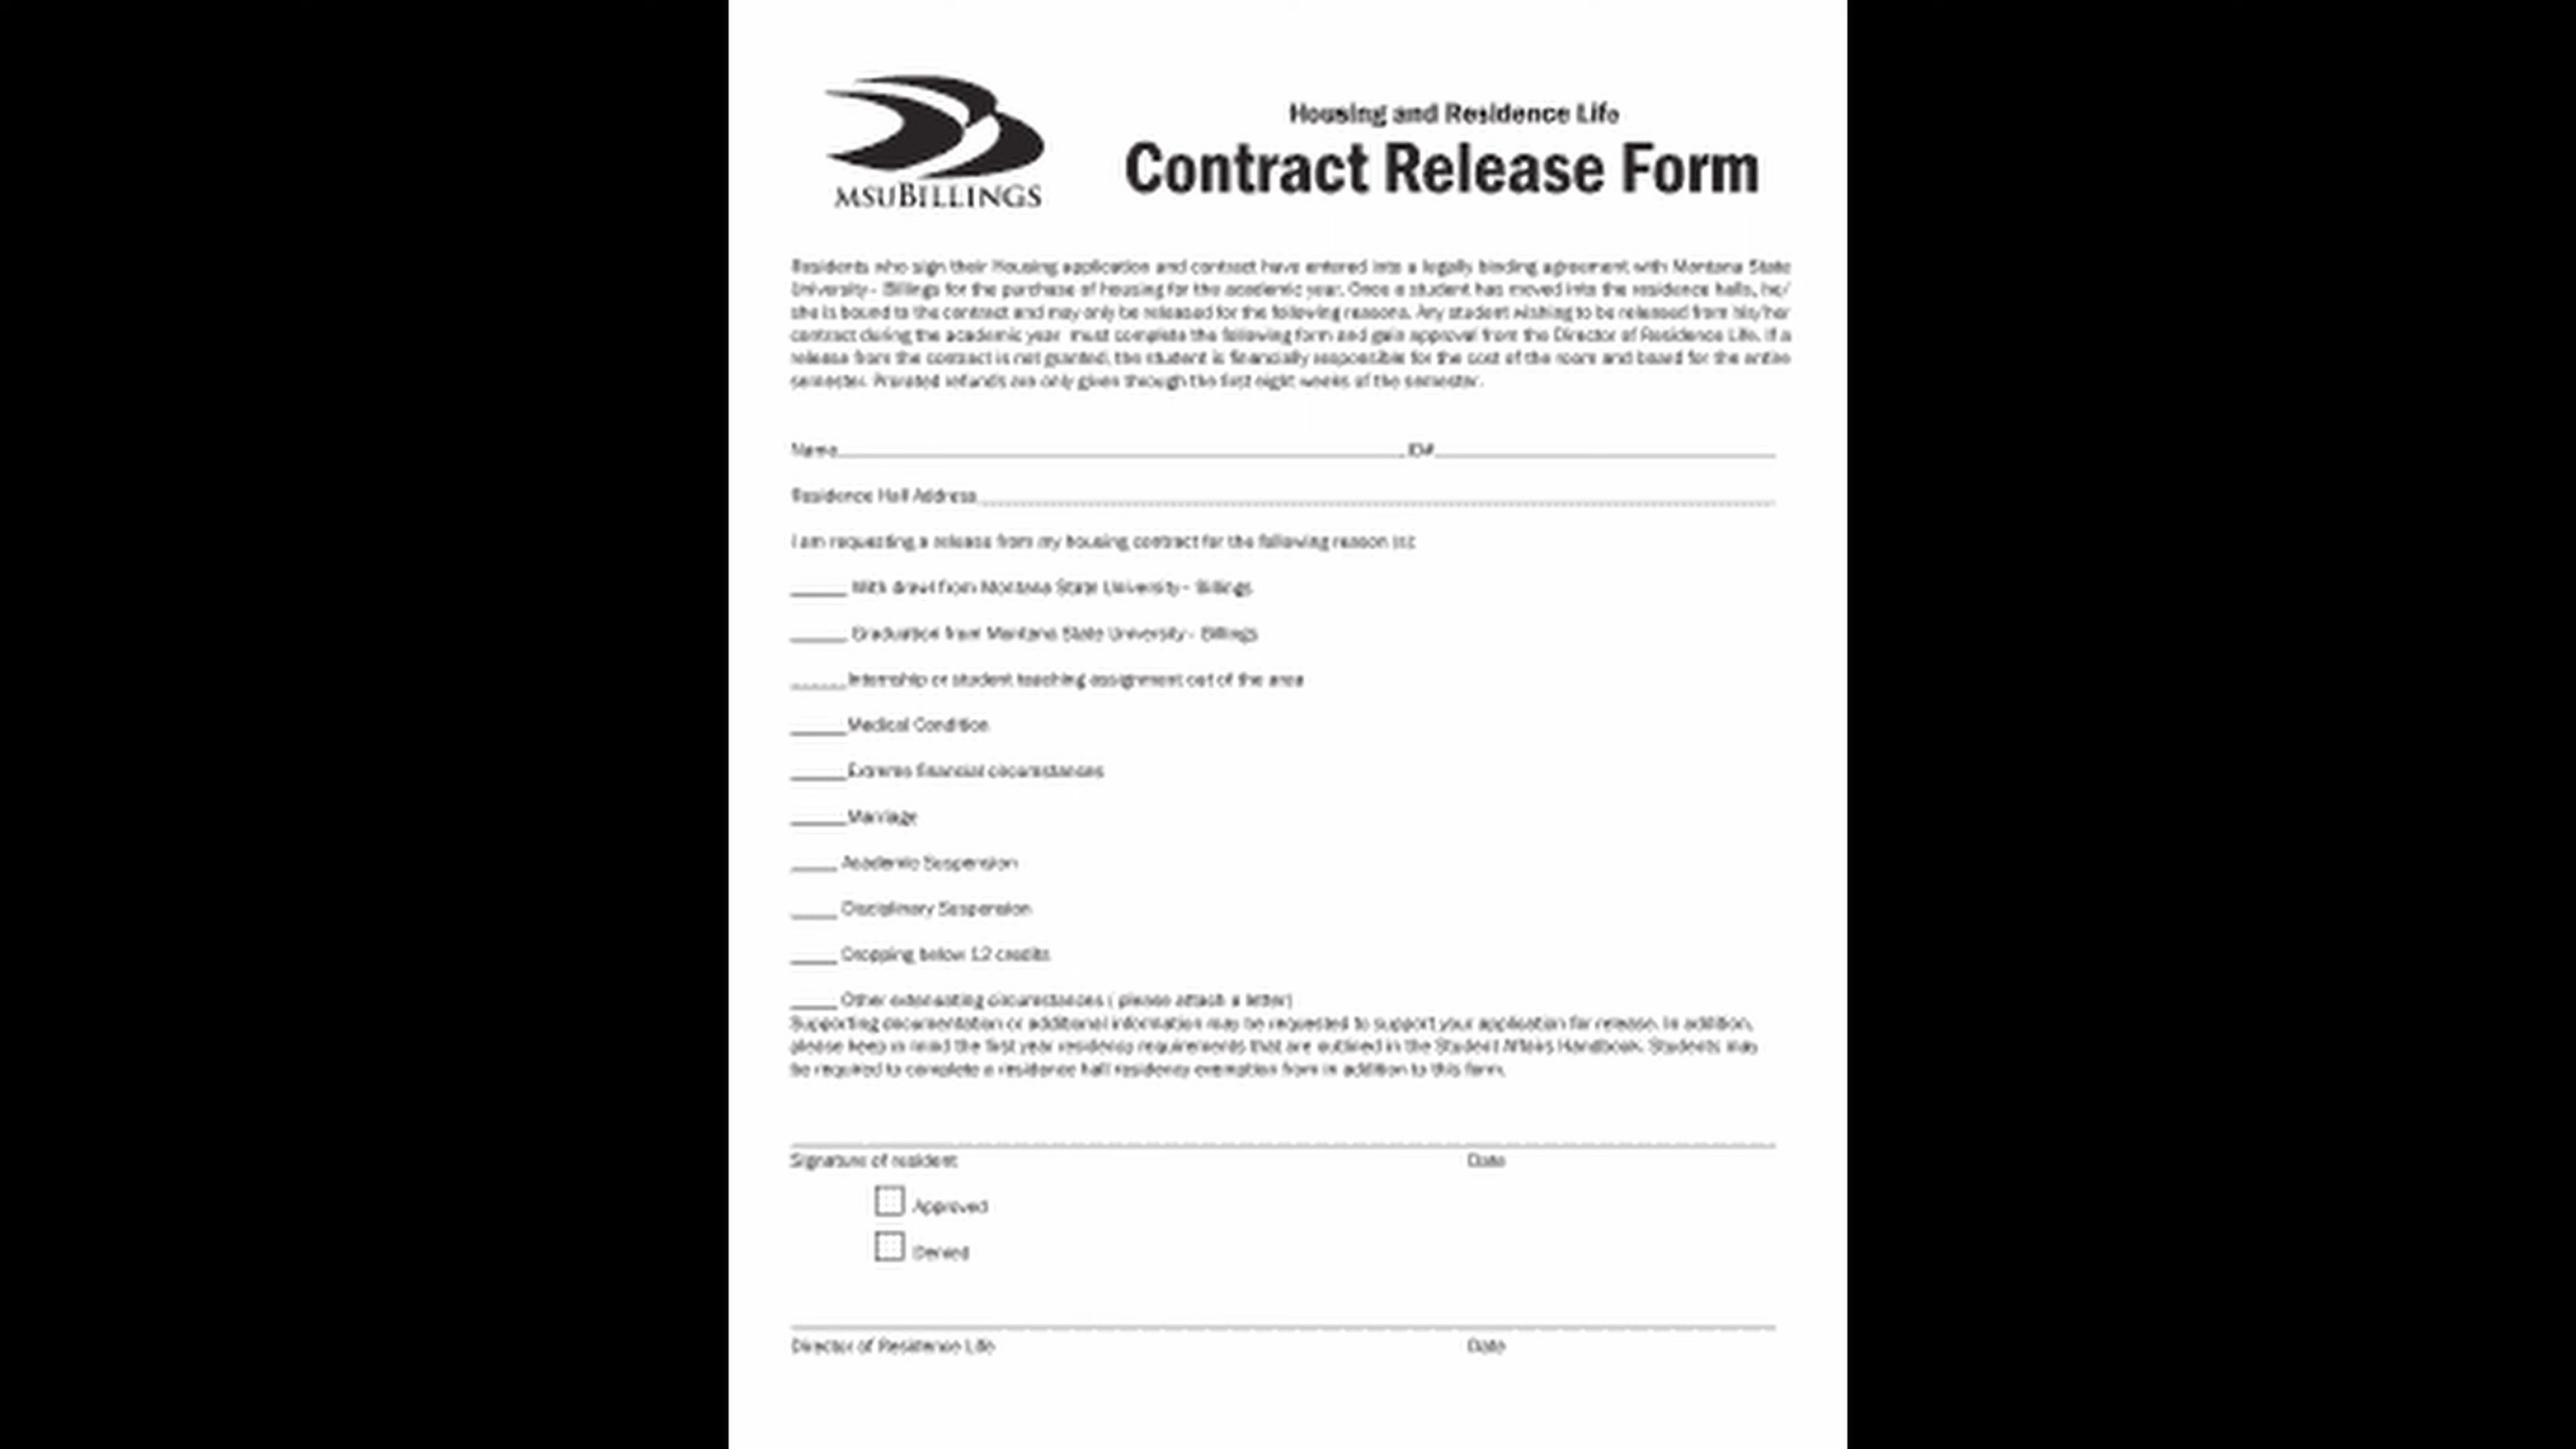 MSUBILLINGS
Housing and Residence Life
Contract Release Form
Residents who sign their Housing application and contract have entered into a legally binding agreement with Montana State
University - Billings for the purchase of housing for the academic year. Once a student has moved into the residence halls, he/
she is bound to the contract and may only be released for the following reasons. Any student wishing to be released from his/her
contract during the academic year must complete the following form and gain approval from the Director of Residence Life. If a
release from the contract is not granted, the student is financially responsible for the cost of the room and board for the entire
semester. Prorated refunds are only given through the first eight weeks of the semester.
Name ID#
Residence Hall Address
I am requesting a release from my housing contract for the following reason (s):
With drawl from Montana State University - Billings
Graduation from Montana State University - Billings
Internship or student teaching assignment out of the area
Medical Condition
Extreme financial circumstances
Marriage
Academic Suspension
Disciplinary Suspension
Dropping below 12 credits
Other extenuating circumstances ( please attach a letter)
Supporting documentation or additional information may be requested to support your application for release. In addition,
please keep in mind the first year residency requirements that are outlined in the Student Affairs Handbook. Students may
be required to complete a residence hall residency exemption from in addition to this form.
Signature of resident Date
Approved
Denied
Director of Residence Life Date